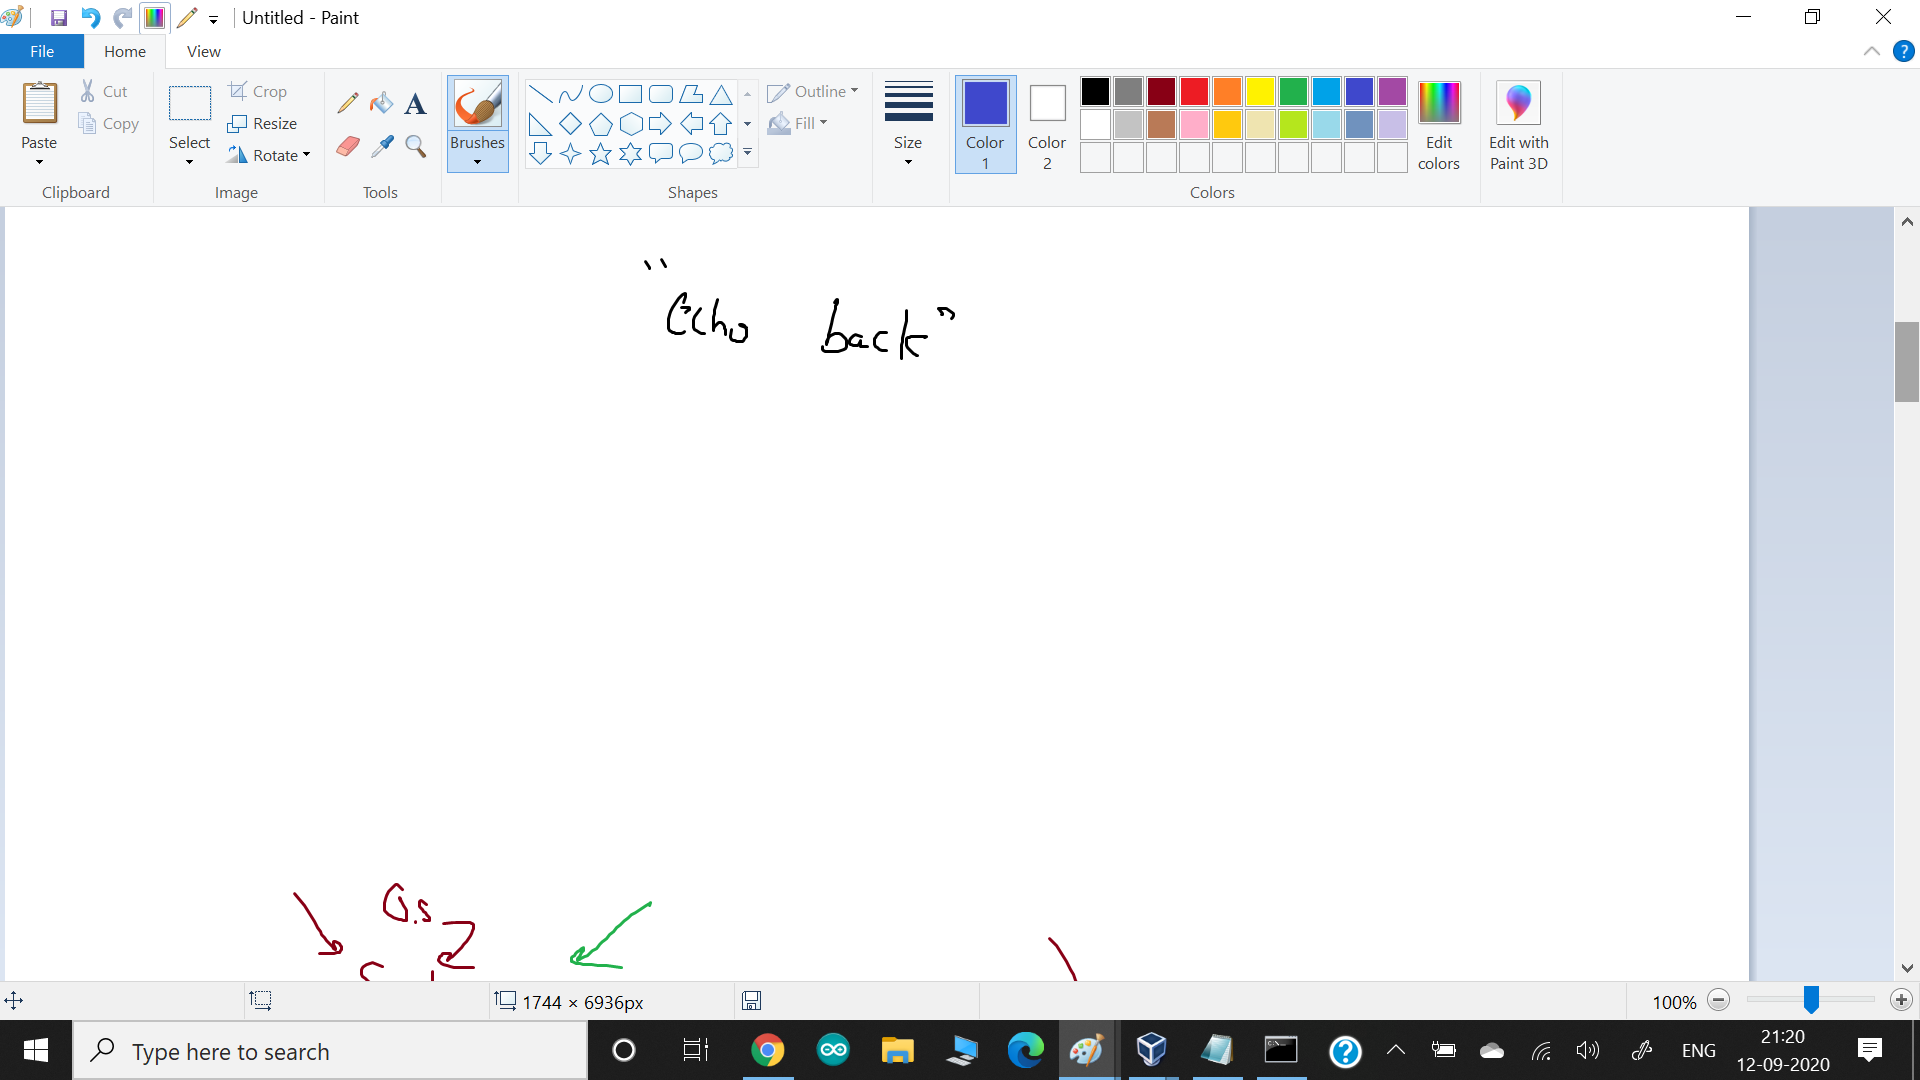 Untitled - Paint
File Home View
Paste
Cut
Copy
Clipboard
Select
Crop
Resize
Rotate
Image
Tools
Brushes
Shapes
Outline
Fill
Size
Color 1
Color 2
Colors
Edit colors
Edit with Paint 3D
"
Echo back"
1744 × 6936px
100%
Type here to search
ENG
21:20
12-09-2020